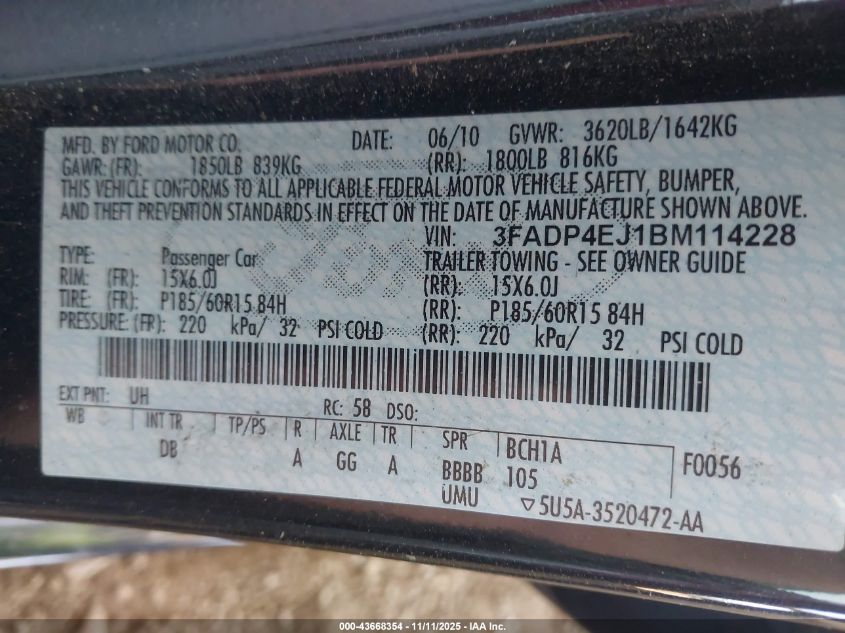 MFD. BY FORD MOTOR CO. DATE: 06/10 GVWR: 3620LB/1642KG
GAWR: (FR): 1850LB 839KG (RR): 1800LB 816KG
THIS VEHICLE CONFORMS TO ALL APPLICABLE FEDERAL MOTOR VEHICLE SAFETY, BUMPER,
AND THEFT PREVENTION STANDARDS IN EFFECT ON THE DATE OF MANUFACTURE SHOWN ABOVE.
VIN: 3FADP4EJ1BM114228
TYPE: Passenger Car TRAILER TOWING - SEE OWNER GUIDE
RIM: (FR): 15X6.0J (RR): 15X6.0J
TIRE: (FR): P185/60R15 84H (RR): P185/60R15 84H
PRESSURE: (FR): 220 kPa/ 32 PSI COLD (RR): 220 kPa/ 32 PSI COLD
EXT PNT: UH RC: 58 DSO:
WB INT TR TP/PS R AXLE TR SPR BCH1A
DB A GG A BBBB 105 F0056
UMU ▽5U5A-3520472-AA
000-43668354 - 11/11/2025 - IAA Inc.